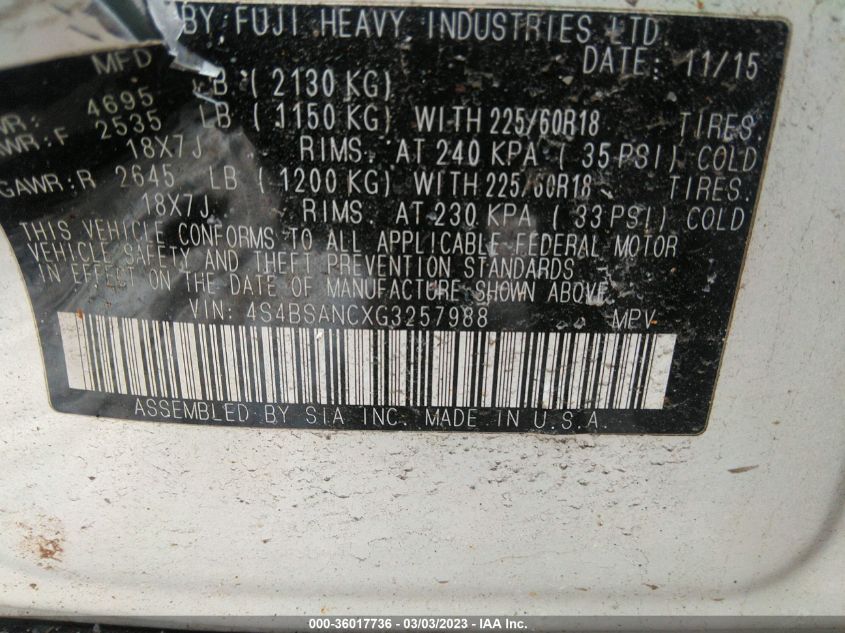 BY FUJI HEAVY INDUSTRIES LTD
MFD DATE: 11/15
WR: 4695 LB ( 2130 KG)
AWR:F 2535 LB ( 1150 KG) WITH 225/60R18 TIRES.
18X7J RIMS. AT 240 KPA ( 35 PSI) COLD
GAWR:R 2645 LB ( 1200 KG) WITH 225/60R18 TIRES.
18X7J RIMS AT 230 KPA ( 33 PSI) COLD
THIS VEHICLE CONFORMS TO ALL APPLICABLE FEDERAL MOTOR
VEHICLE SAFETY AND THEFT PREVENTION STANDARDS
IN EFFECT ON THE DATE OF MANUFACTURE SHOWN ABOVE.
VIN: 4S4BSANCXG3257988 MPV
ASSEMBLED BY SIA INC. MADE IN U.S.A.
000-36017736 - 03/03/2023 - IAA Inc.